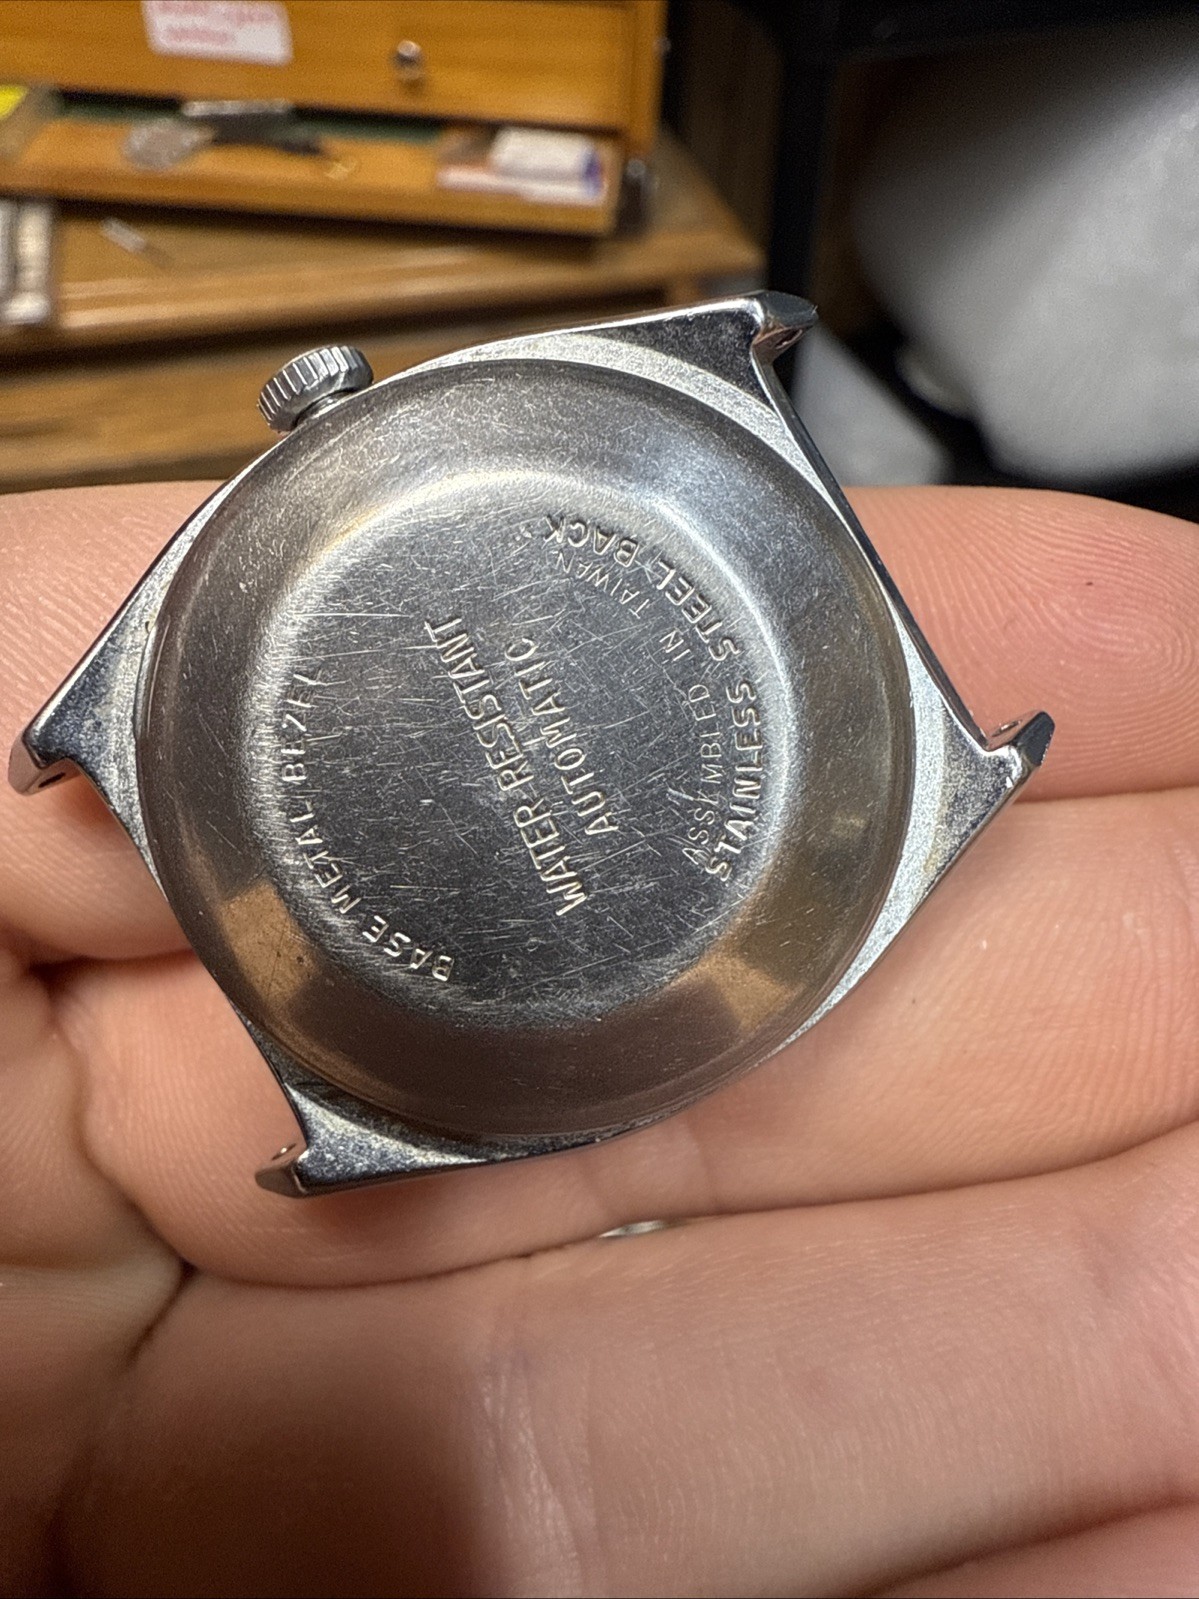 STAINLESS STEEL BACK
ASSEMBLED IN TAIWAN
AUTOMATIC
WATER RESISTANT
BASE METAL BEZEL